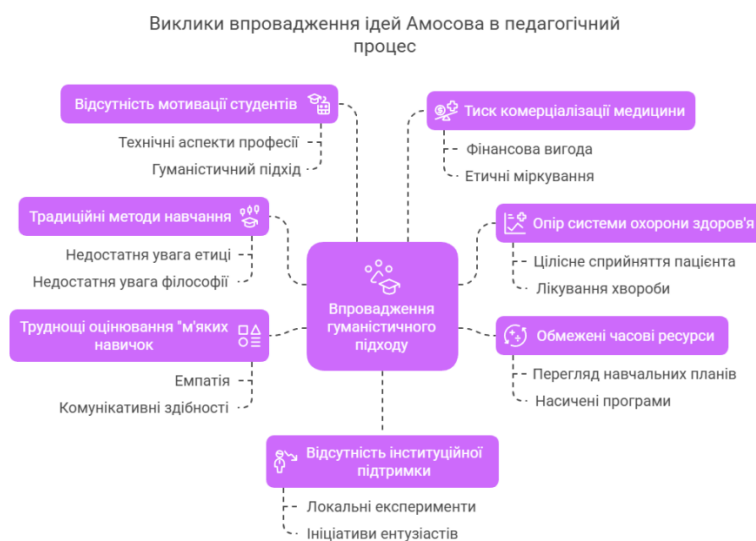 Виклики впровадження ідей Амосова в педагогічний
процес
Відсутність мотивації студентів
Технічні аспекти професії
Гуманістичний підхід
Тиск комерціалізації медицини
Фінансова вигода
Етичні міркування
Традиційні методи навчання
Недостатня увага етиці
Недостатня увага філософії
Опір системи охорони здоров'я
Цілісне сприйняття пацієнта
Лікування хвороби
Впровадження
гуманістичного
підходу
Труднощі оцінювання "м'яких
навичок
Емпатія
Комунікативні здібності
Обмежені часові ресурси
Перегляд навчальних планів
Насичені програми
Відсутність інституційної
підтримки
Локальні експерименти
Ініціативи ентузіастів